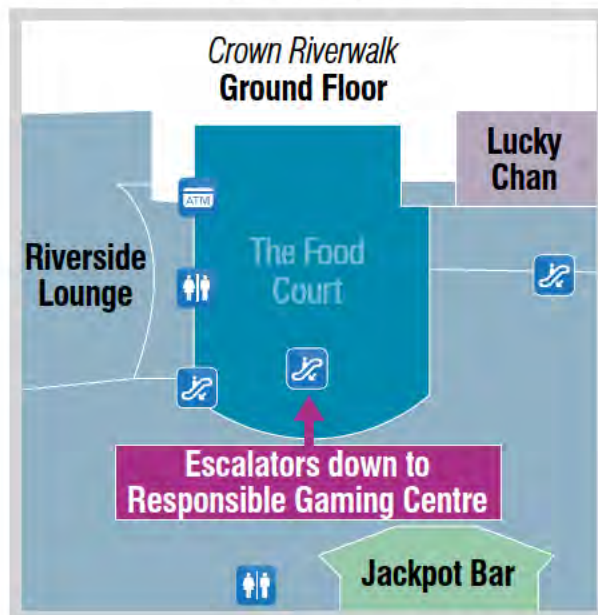 Crown Riverwalk
Ground Floor
Lucky
Chan
ATM
Riverside
Lounge
The Food
Court
Escalators down to
Responsible Gaming Centre
Jackpot Bar